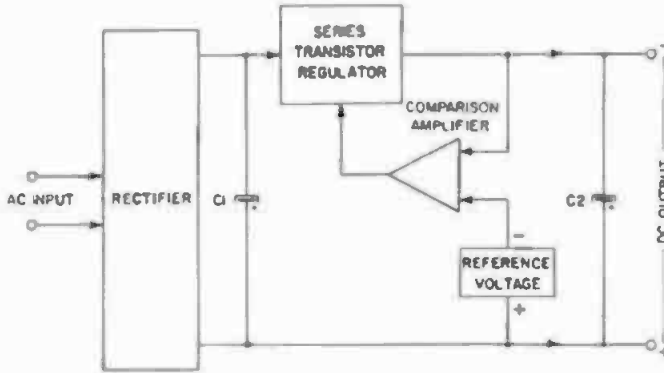 SERIES
TRANSISTOR
REGULATOR
COMPARISON
AMPLIFIER
AC INPUT
RECTIFIER
C1
C2
DC OUTPUT
−
REFERENCE
VOLTAGE
+